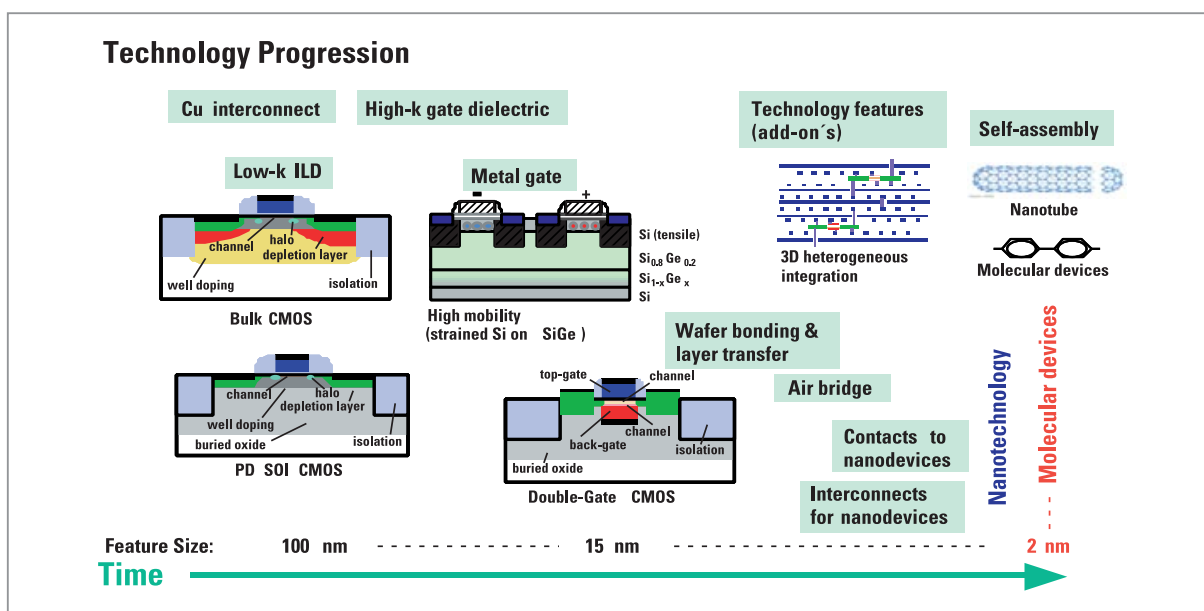 Technology Progression
Cu interconnect
High-k gate dielectric
Technology features
(add-on´s)
Self-assembly
Low-k ILD
Metal gate
-
+
channel
halo
depletion layer
well doping
isolation
Bulk CMOS
Si (tensile)
Si0.8 Ge 0.2
Si1-x Ge x
Si
High mobility
(strained Si on SiGe )
3D heterogeneous
integration
Nanotube
Molecular devices
Wafer bonding &
layer transfer
Air bridge
Contacts to
nanodevices
Interconnects
for nanodevices
Nanotechnology
Molecular devices
channel
halo
depletion layer
well doping
buried oxide
isolation
PD SOI CMOS
top-gate
channel
channel
back-gate
isolation
buried oxide
Double-Gate CMOS
Feature Size: 100 nm 15 nm 2 nm
Time